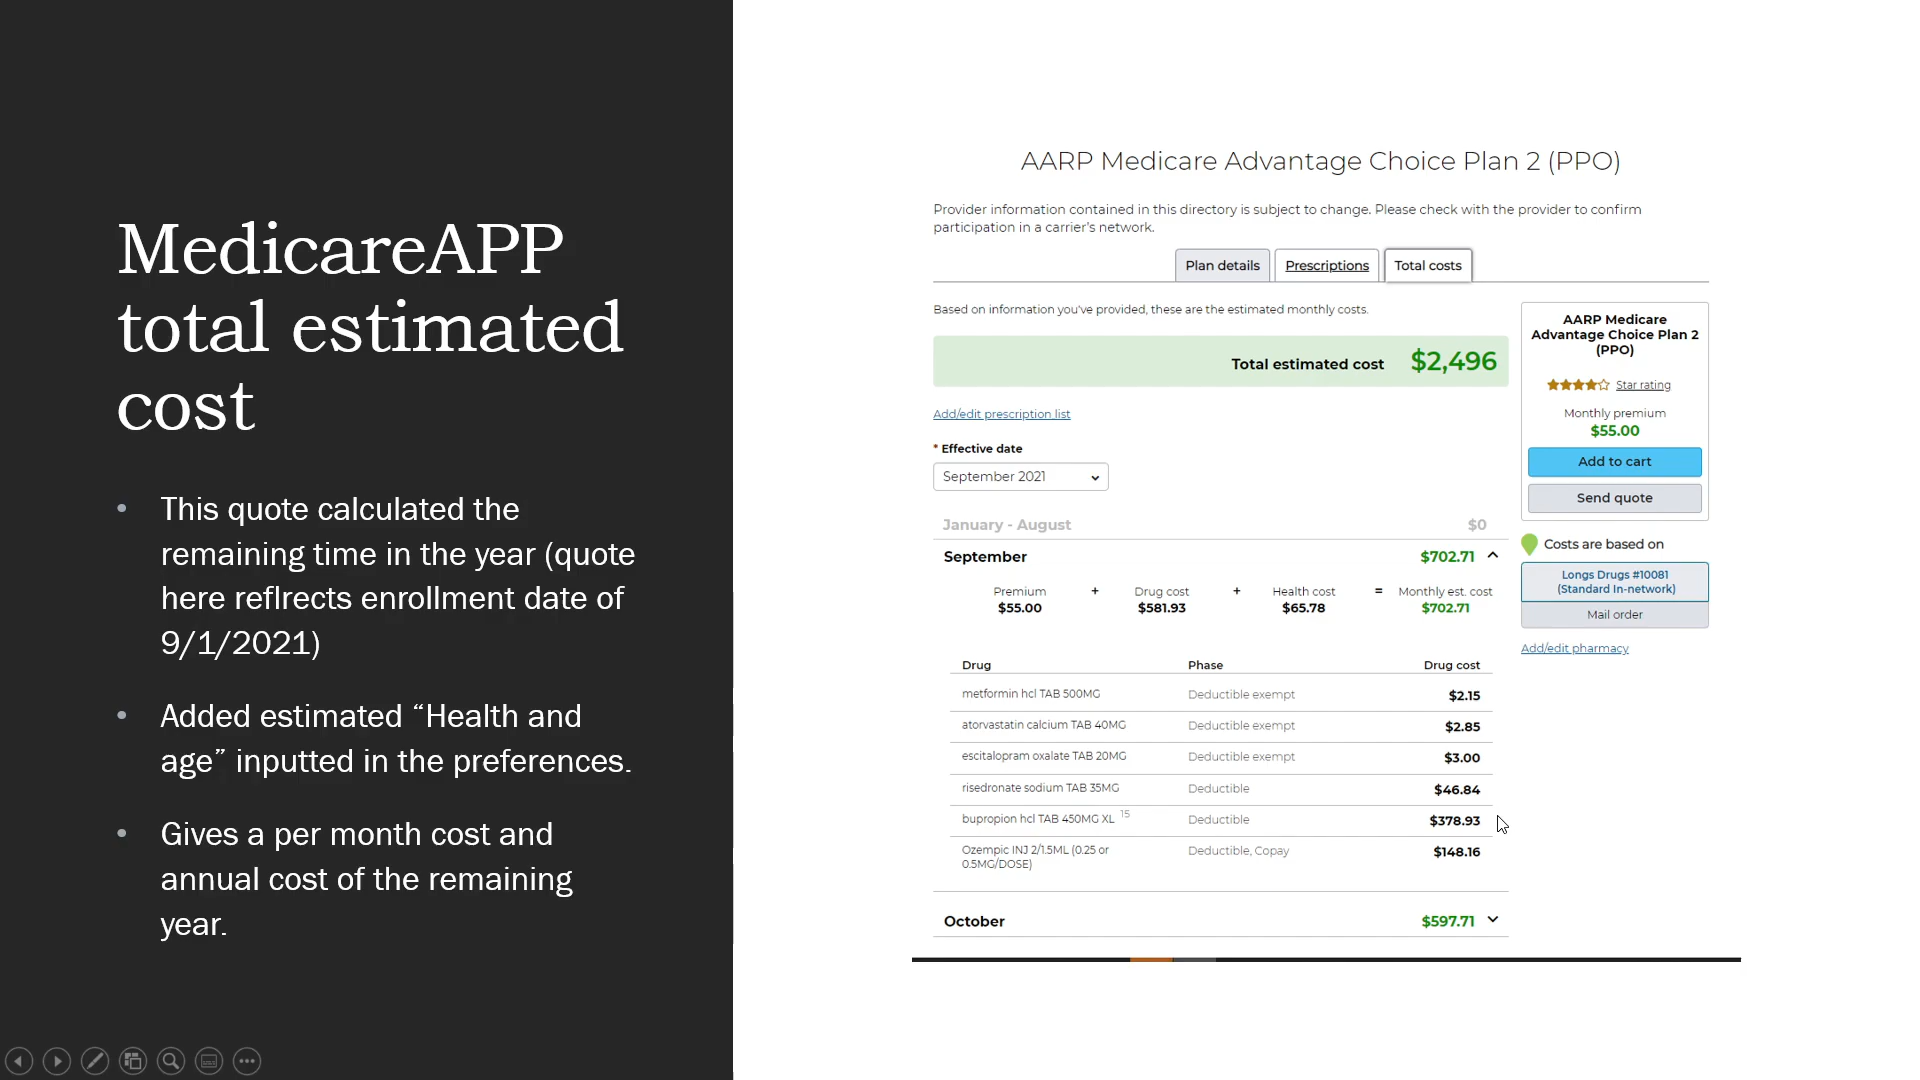 MedicareAPP
total estimated
cost
• This quote calculated the
remaining time in the year (quote
here reflrects enrollment date of
9/1/2021)
• Added estimated “Health and
age” inputted in the preferences.
• Gives a per month cost and
annual cost of the remaining
year.
AARP Medicare Advantage Choice Plan 2 (PPO)
Provider information contained in this directory is subject to change. Please check with the provider to confirm
participation in a carrier's network.
Plan details Prescriptions Total costs
Based on information you've provided, these are the estimated monthly costs.
Total estimated cost $2,496
Add/edit prescription list
* Effective date
September 2021
January - August $0
September $702.71
Premium + Drug cost + Health cost = Monthly est. cost
$55.00 $581.93 $65.78 $702.71
Drug Phase Drug cost
metformin hcl TAB 500MG Deductible exempt $2.15
atorvastatin calcium TAB 40MG Deductible exempt $2.85
escitalopram oxalate TAB 20MG Deductible exempt $3.00
risedronate sodium TAB 35MG Deductible $46.84
bupropion hcl TAB 450MG XL 15 Deductible $378.93
Ozempic INJ 2/1.5ML (0.25 or Deductible, Copay $148.16
0.5MG/DOSE)
October $597.71
AARP Medicare
Advantage Choice Plan 2
(PPO)
Star rating
Monthly premium
$55.00
Add to cart
Send quote
Costs are based on
Longs Drugs #10081
(Standard In-network)
Mail order
Add/edit pharmacy